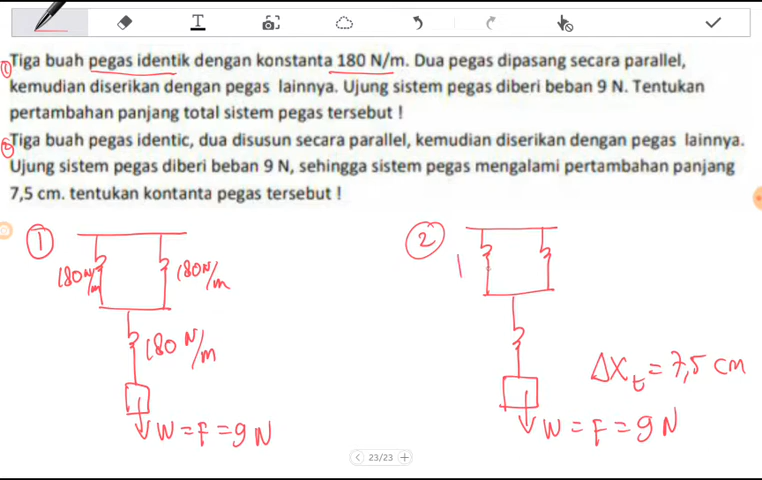 ① Tiga buah pegas identik dengan konstanta 180 N/m. Dua pegas dipasang secara parallel,
kemudian diserikan dengan pegas lainnya. Ujung sistem pegas diberi beban 9 N. Tentukan
pertambahan panjang total sistem pegas tersebut !
② Tiga buah pegas identic, dua disusun secara parallel, kemudian diserikan dengan pegas lainnya.
Ujung sistem pegas diberi beban 9 N, sehingga sistem pegas mengalami pertambahan panjang
7,5 cm. tentukan kontanta pegas tersebut !
①
180 N/m
180 N/m
180 N/m
W = F = 9 N
②
ΔXt = 7,5 cm
W = F = 9 N
23/23